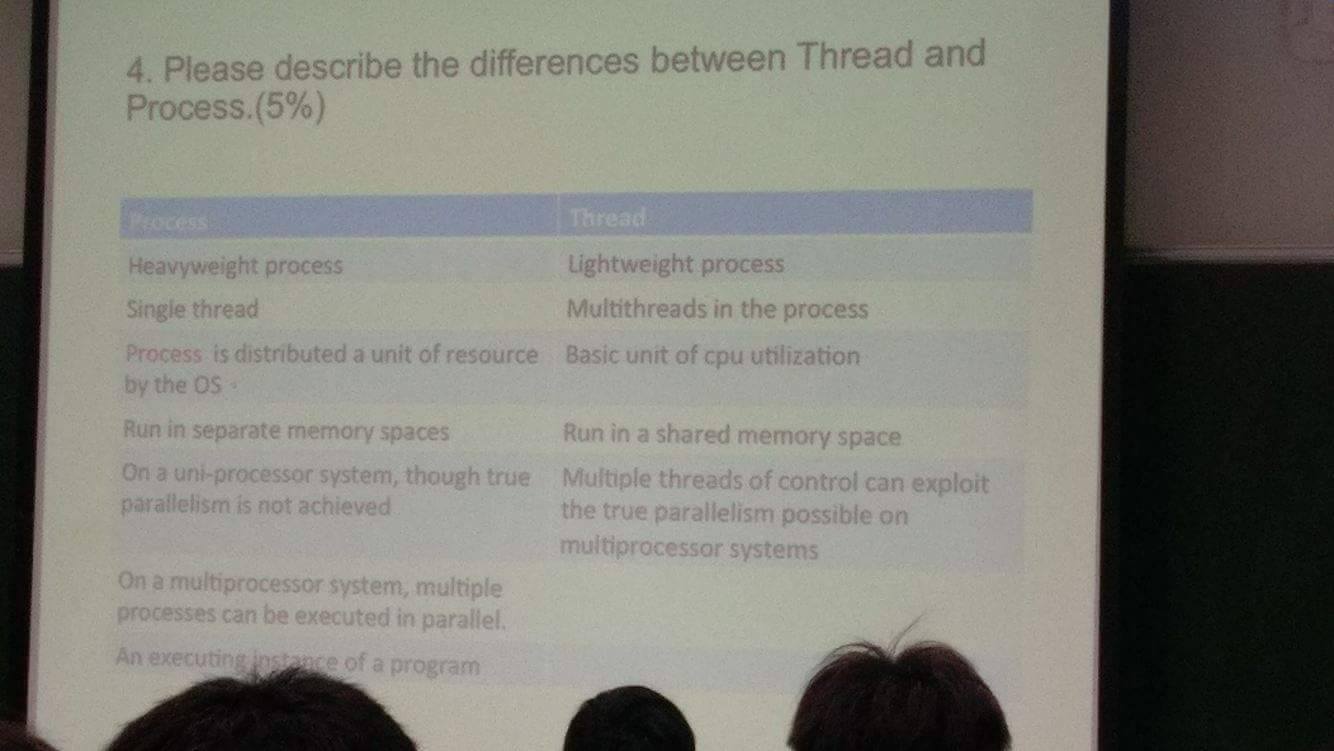 4. Please describe the differences between Thread and
Process.(5%)
Process
Thread
Heavyweight process
Lightweight process
Single thread
Multithreads in the process
Process is distributed a unit of resource
by the OS。
Basic unit of cpu utilization
Run in separate memory spaces
Run in a shared memory space
On a uni-processor system, though true
parallelism is not achieved
Multiple threads of control can exploit
the true parallelism possible on
multiprocessor systems
On a multiprocessor system, multiple
processes can be executed in parallel.
An executing instance of a program